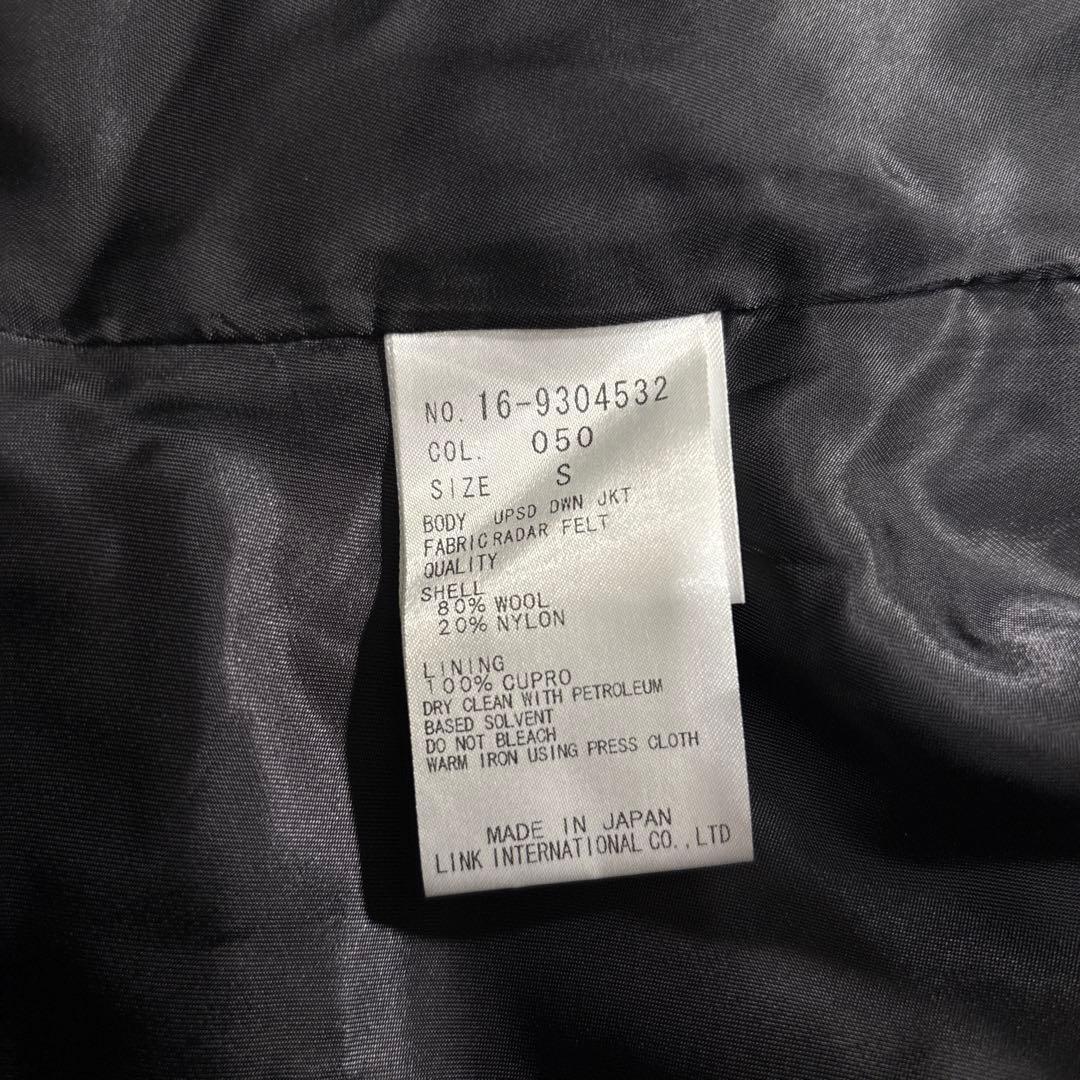 NO. 16-9304532
COL. 050
SIZE S
BODY UPSD DWN JKT
FABRIC RADAR FELT
QUALITY
SHELL
80% WOOL
20% NYLON
LINING
100% CUPRO
DRY CLEAN WITH PETROLEUM
BASED SOLVENT
DO NOT BLEACH
WARM IRON USING PRESS CLOTH
MADE IN JAPAN
LINK INTERNATIONAL CO.,LTD